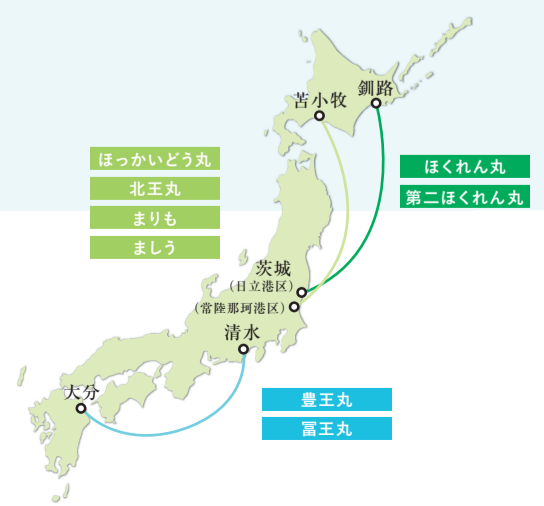 釧路
苫小牧
ほっかいどう丸
北王丸
まりも
ましう
ほくれん丸
第二ほくれん丸
茨城
(日立港区)
(常陸那珂港区)
清水
大分
豊王丸
冨王丸